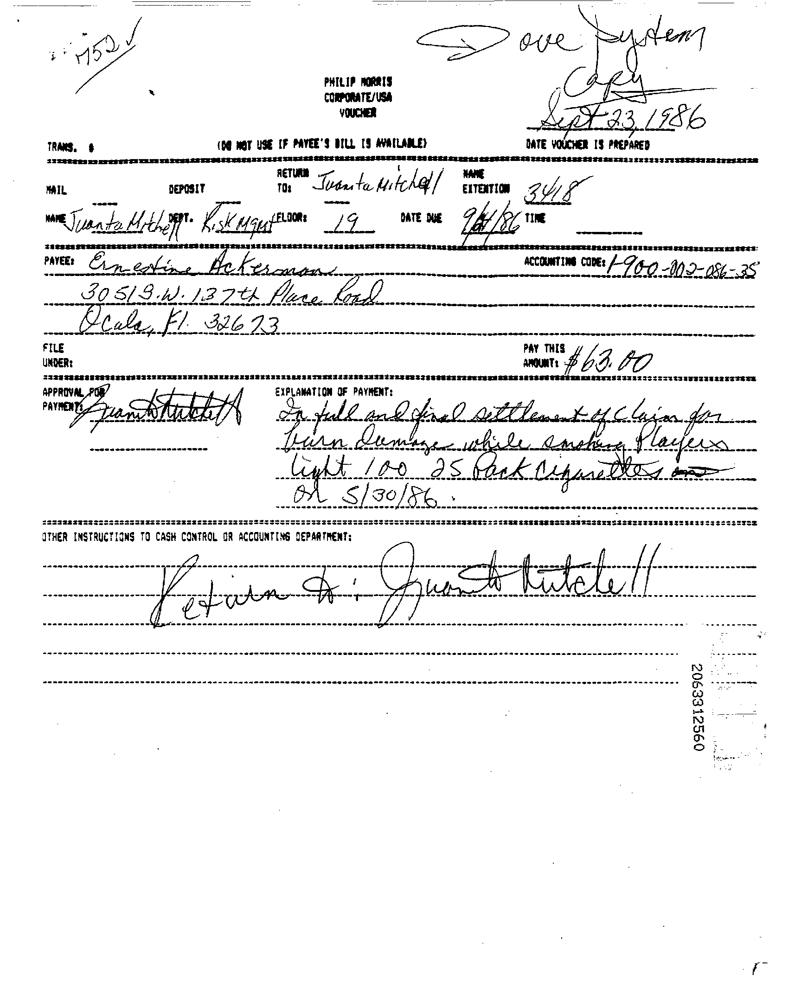 M52 ✓
Dove System
Copy
PHILIP MORRIS
CORPORATE/USA
VOUCHER
Sept 23, 1986
TRANS. # (DO NOT USE IF PAYEE'S BILL IS AVAILABLE) DATE VOUCHER IS PREPARED
MAIL DEPOSIT RETURN TO: Juanita Mitchell NAME EXTENTION 3418
NAME Juanta Mitchell DEPT. Risk Mgmt FLOOR: 19 DATE DUE 9/ /86 TIME
PAYEE: Ernestine Ackerman ACCOUNTING CODE: 1-900-002-086-35
3051 S.W. 137th Place Road
Ocala, Fl. 32673
FILE UNDER: PAY THIS AMOUNT: $63.00
APPROVAL FOR PAYMENT: Juanita Mitchell EXPLANATION OF PAYMENT:
In full and final settlement of Claim for
burn Damage while smoking Players
light 100 25 Pack Cigarettes
on 5/30/86.
OTHER INSTRUCTIONS TO CASH CONTROL OR ACCOUNTING DEPARTMENT:
Return to: Juanita Mitchell
2063312560